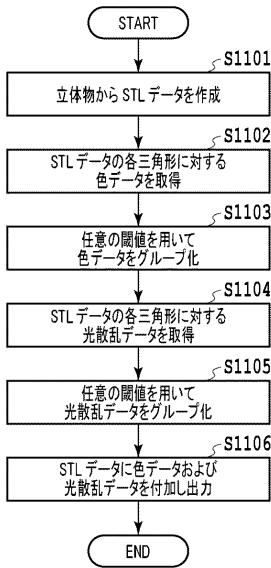 START
S1101
立体物からSTLデータを作成
S1102
STLデータの各三角形に対する
色データを取得
S1103
任意の閾値を用いて
色データをグループ化
S1104
STLデータの各三角形に対する
光散乱データを取得
S1105
任意の閾値を用いて
光散乱データをグループ化
S1106
STLデータに色データおよび
光散乱データを付加し出力
END